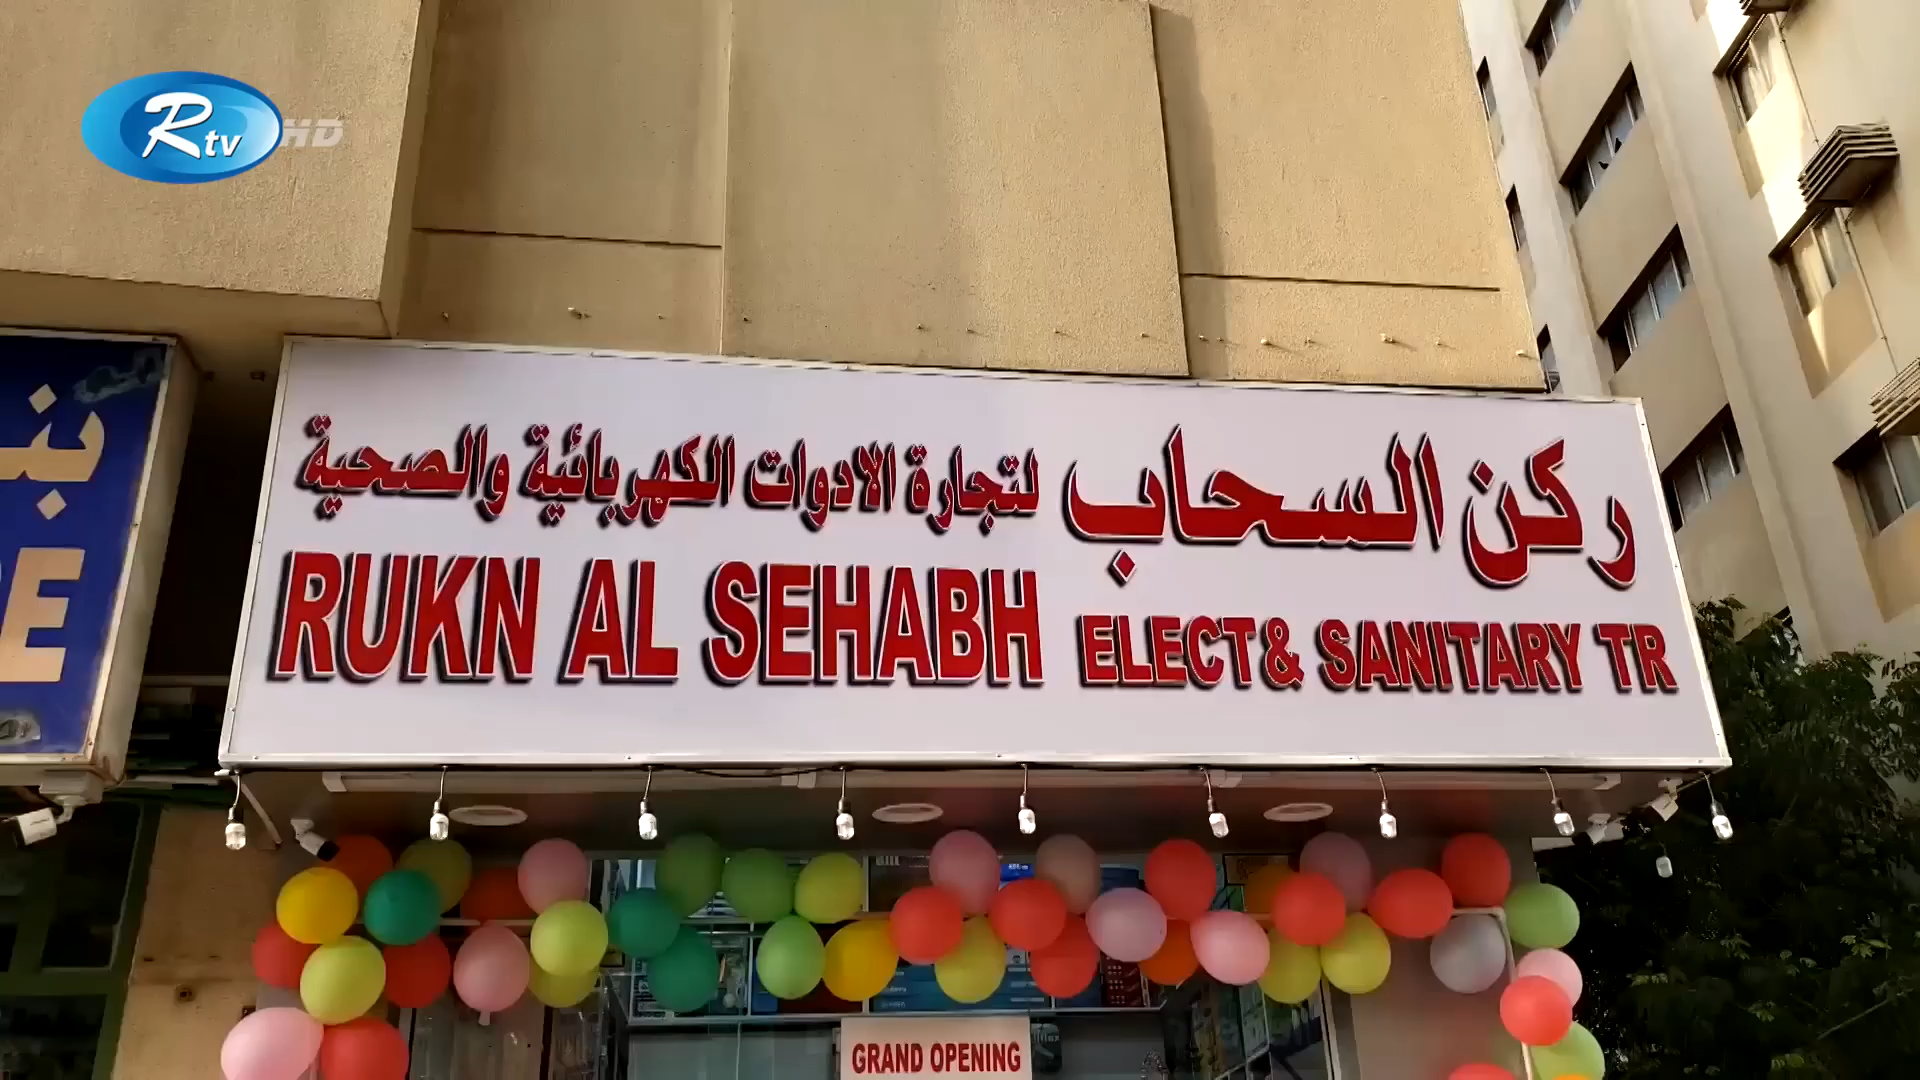 Rtv HD
ركن السحاب لتجارة الادوات الكهربائية والصحية
RUKN AL SEHABH ELECT& SANITARY TR
GRAND OPENING